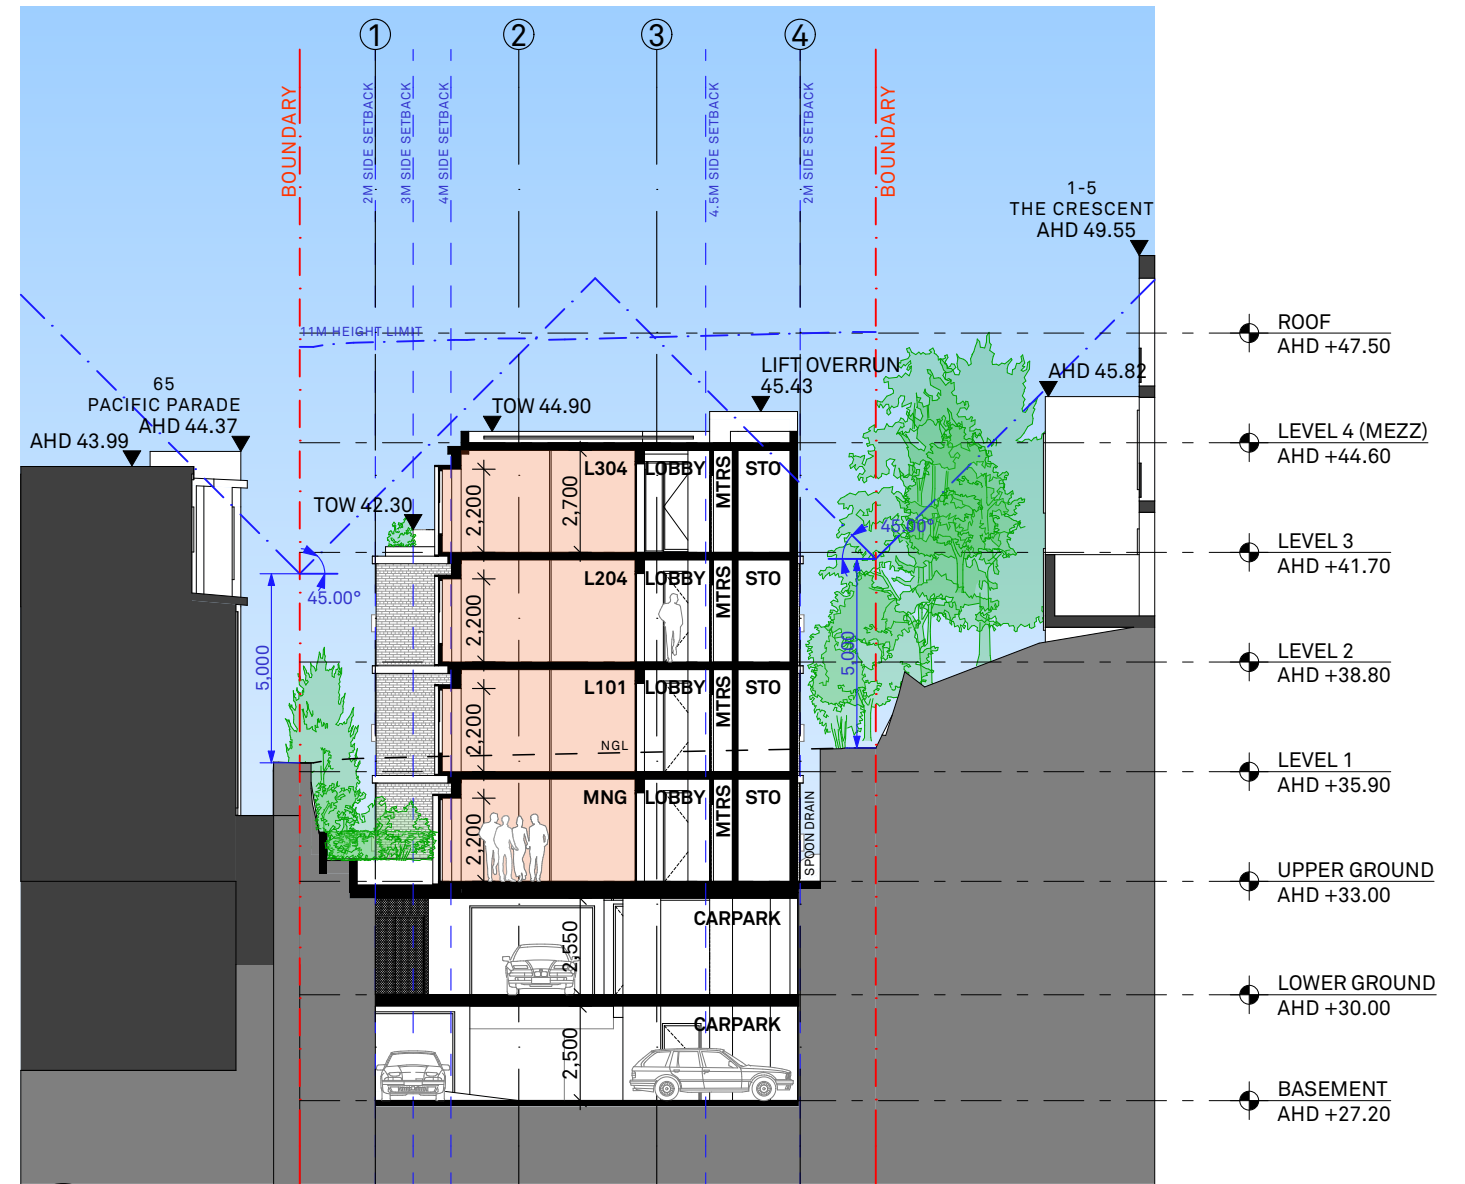 1 2 3 4
BOUNDARY
2M SIDE SETBACK
3M SIDE SETBACK
4M SIDE SETBACK
4.5M SIDE SETBACK
2M SIDE SETBACK
BOUNDARY
1-5
THE CRESCENT
AHD 49.55
11M HEIGHT LIMIT
ROOF
AHD +47.50
LIFT OVERRUN
45.43
AHD 45.82
65
PACIFIC PARADE
AHD 44.37
AHD 43.99
TOW 44.90
LEVEL 4 (MEZZ)
AHD +44.60
L304 LOBBY MTRS STO
2,200
2,700
TOW 42.30
45.00°
45.00°
LEVEL 3
AHD +41.70
L204 LOBBY MTRS STO
2,200
5,000
5,000
LEVEL 2
AHD +38.80
L101 LOBBY MTRS STO
2,200
NGL
LEVEL 1
AHD +35.90
MNG LOBBY MTRS STO
2,200
SPOON DRAIN
UPPER GROUND
AHD +33.00
CARPARK
2,550
LOWER GROUND
AHD +30.00
CARPARK
2,500
BASEMENT
AHD +27.20